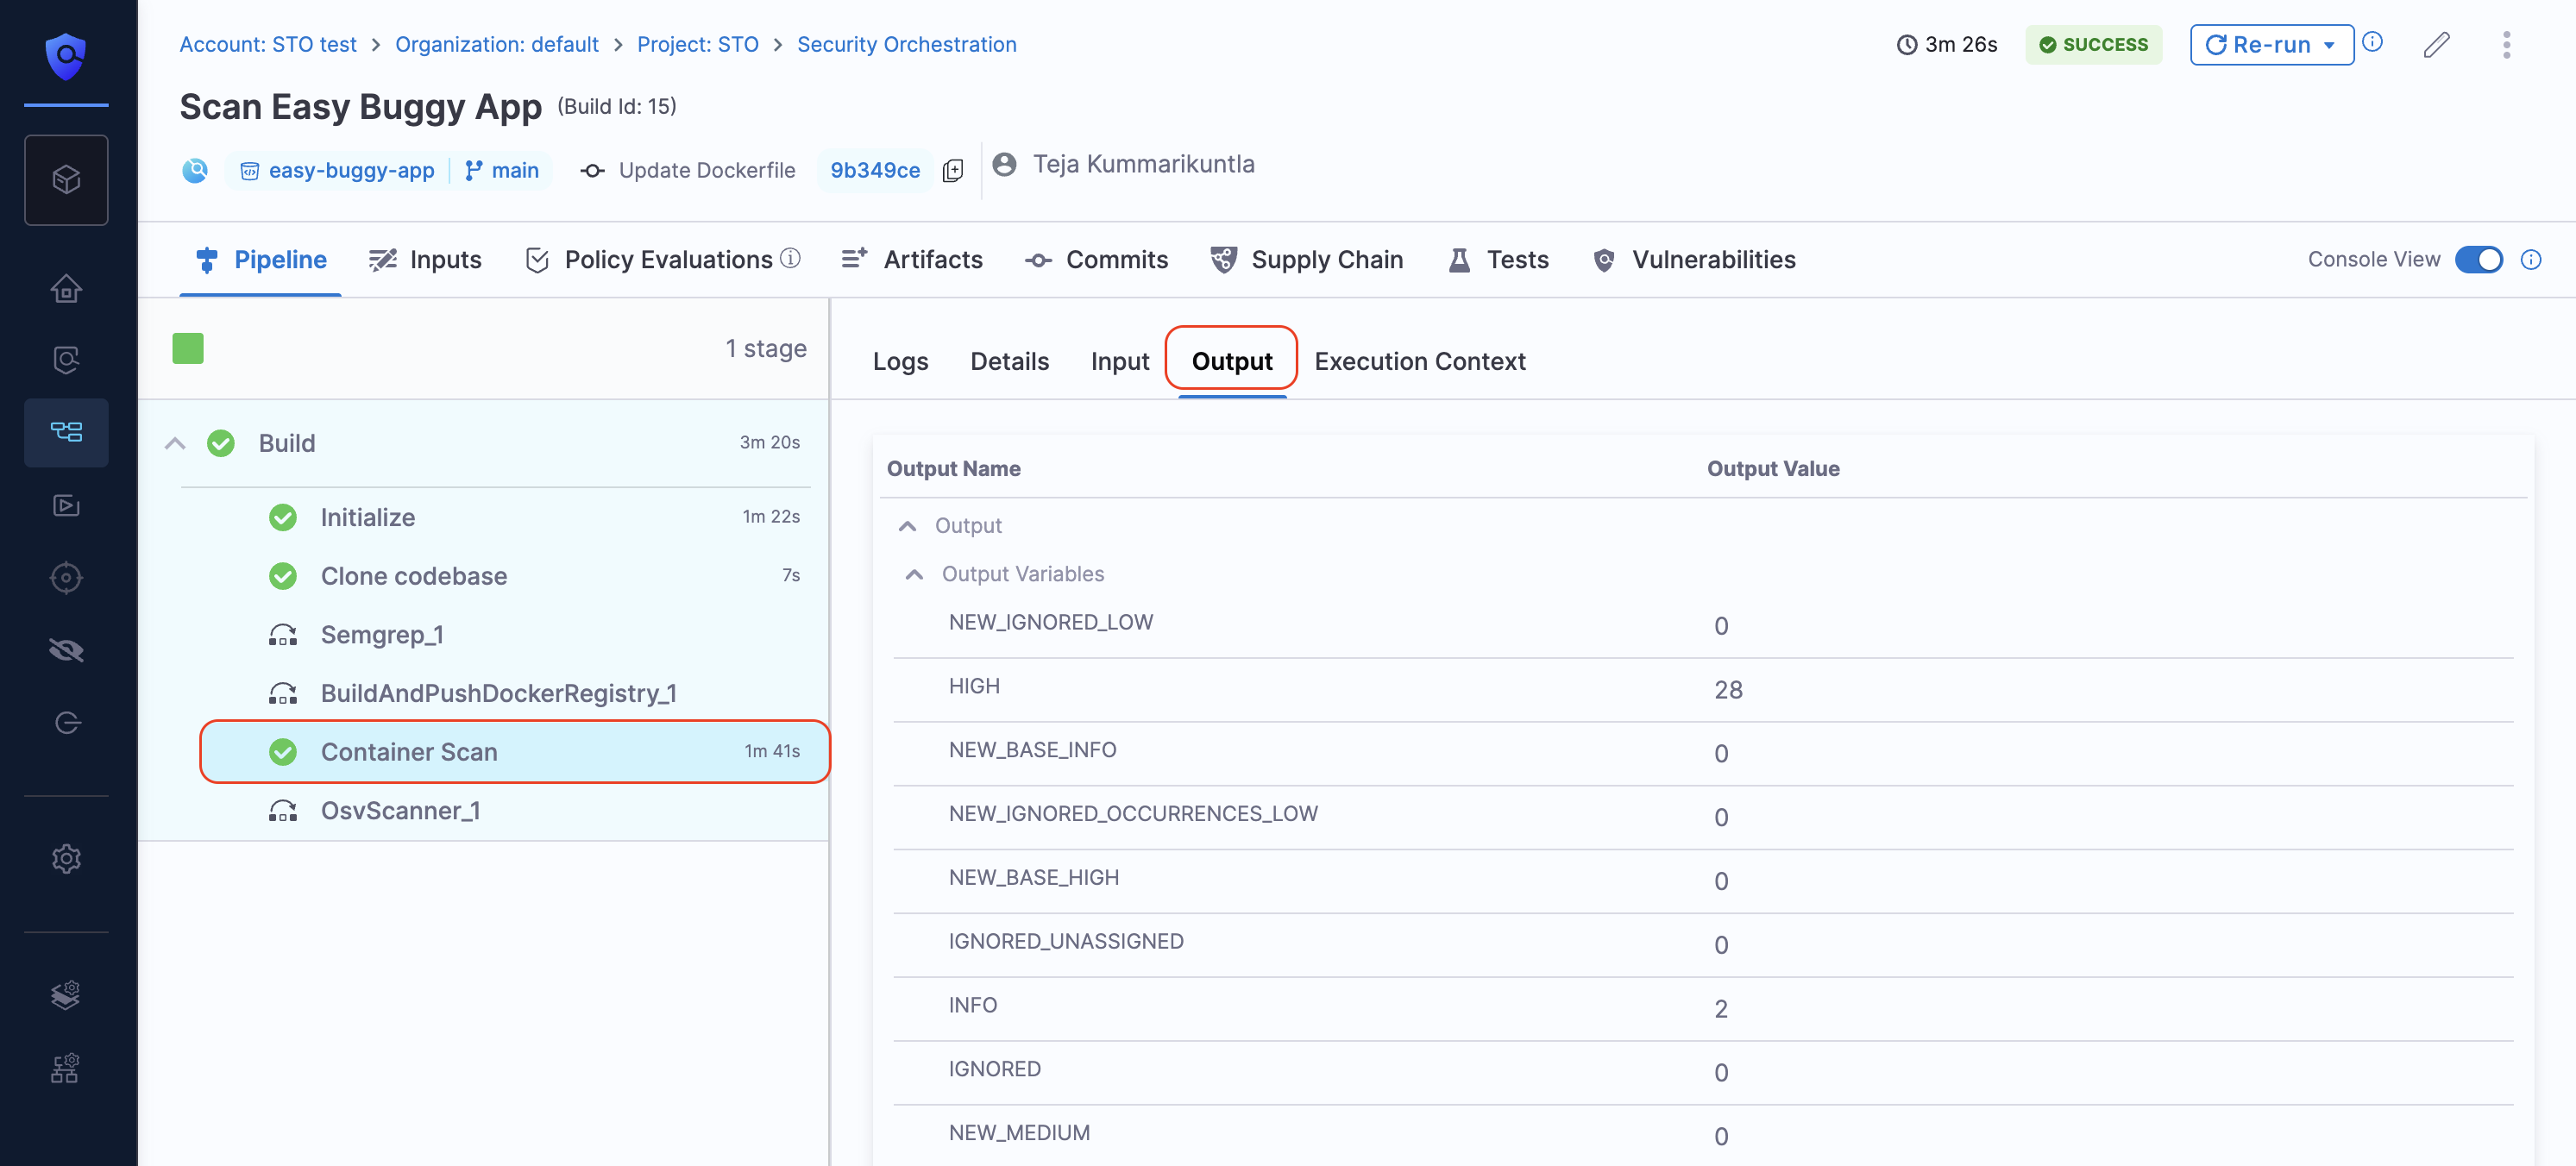 Account: STO test > Organization: default > Project: STO > Security Orchestration
3m 26s
SUCCESS
Re-run
Scan Easy Buggy App (Build Id: 15)
easy-buggy-app main Update Dockerfile 9b349ce Teja Kummarikuntla
Pipeline Inputs Policy Evaluations Artifacts Commits Supply Chain Tests Vulnerabilities
Console View
1 stage
Build 3m 20s
Initialize 1m 22s
Clone codebase 7s
Semgrep_1
BuildAndPushDockerRegistry_1
Container Scan 1m 41s
OsvScanner_1
Logs Details Input Output Execution Context
Output Name Output Value
Output
Output Variables
NEW_IGNORED_LOW 0
HIGH 28
NEW_BASE_INFO 0
NEW_IGNORED_OCCURRENCES_LOW 0
NEW_BASE_HIGH 0
IGNORED_UNASSIGNED 0
INFO 2
IGNORED 0
NEW_MEDIUM 0